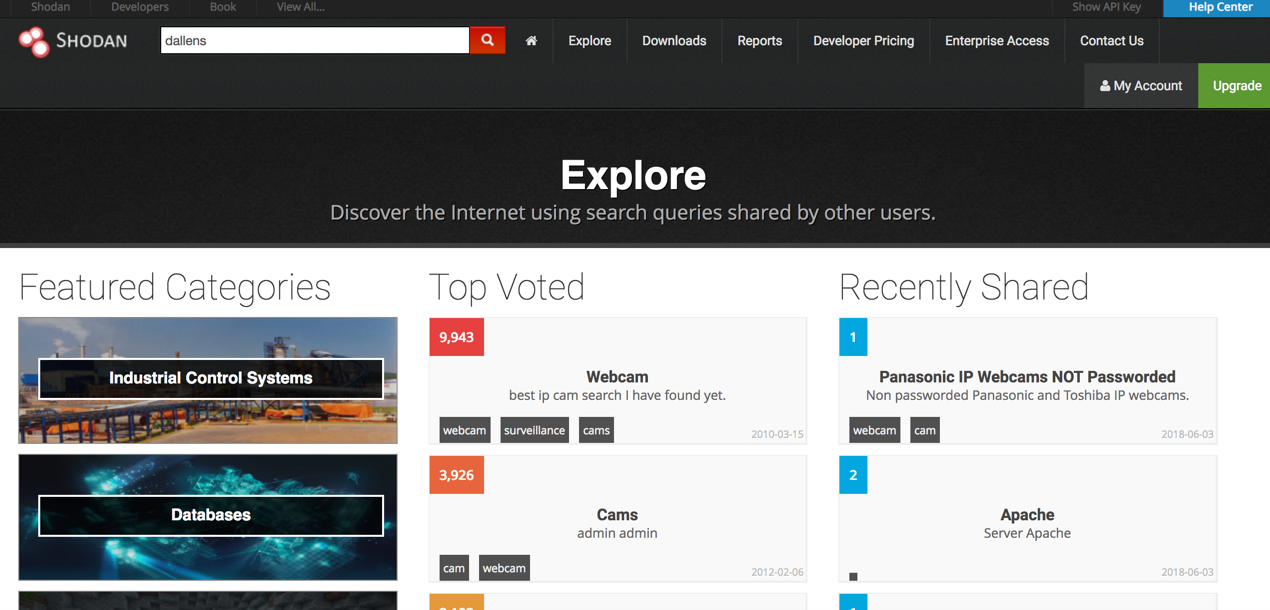 Shodan Developers Book View All... Show API Key Help Center
SHODAN dallens Explore Downloads Reports Developer Pricing Enterprise Access Contact Us
My Account Upgrade
Explore
Discover the Internet using search queries shared by other users.
Featured Categories
Industrial Control Systems
Databases
Top Voted
9,943
Webcam
best ip cam search I have found yet.
webcam surveillance cams 2010-03-15
3,926
Cams
admin admin
cam webcam 2012-02-06
Recently Shared
1
Panasonic IP Webcams NOT Passworded
Non passworded Panasonic and Toshiba IP webcams.
webcam cam 2018-06-03
2
Apache
Server Apache
2018-06-03